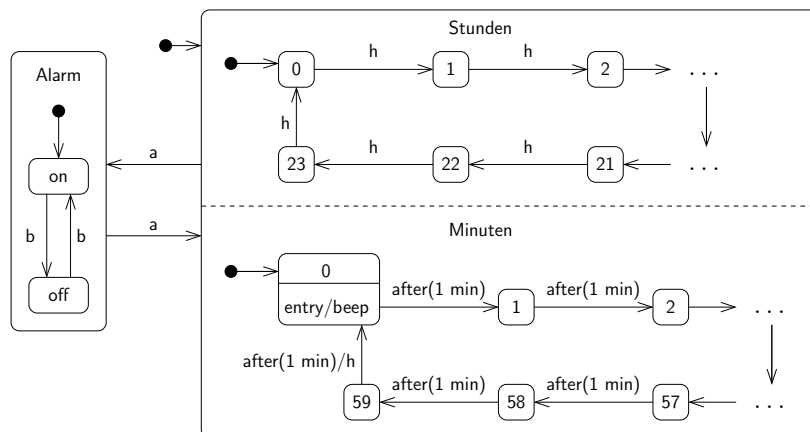 Stunden
Alarm
h
h
0
1
2
...
h
on
a
h
h
23
22
21
...
b
b
a
Minuten
off
0
entry/beep
after(1 min)
after(1 min)
1
2
...
after(1 min)/h
after(1 min)
after(1 min)
59
58
57
...